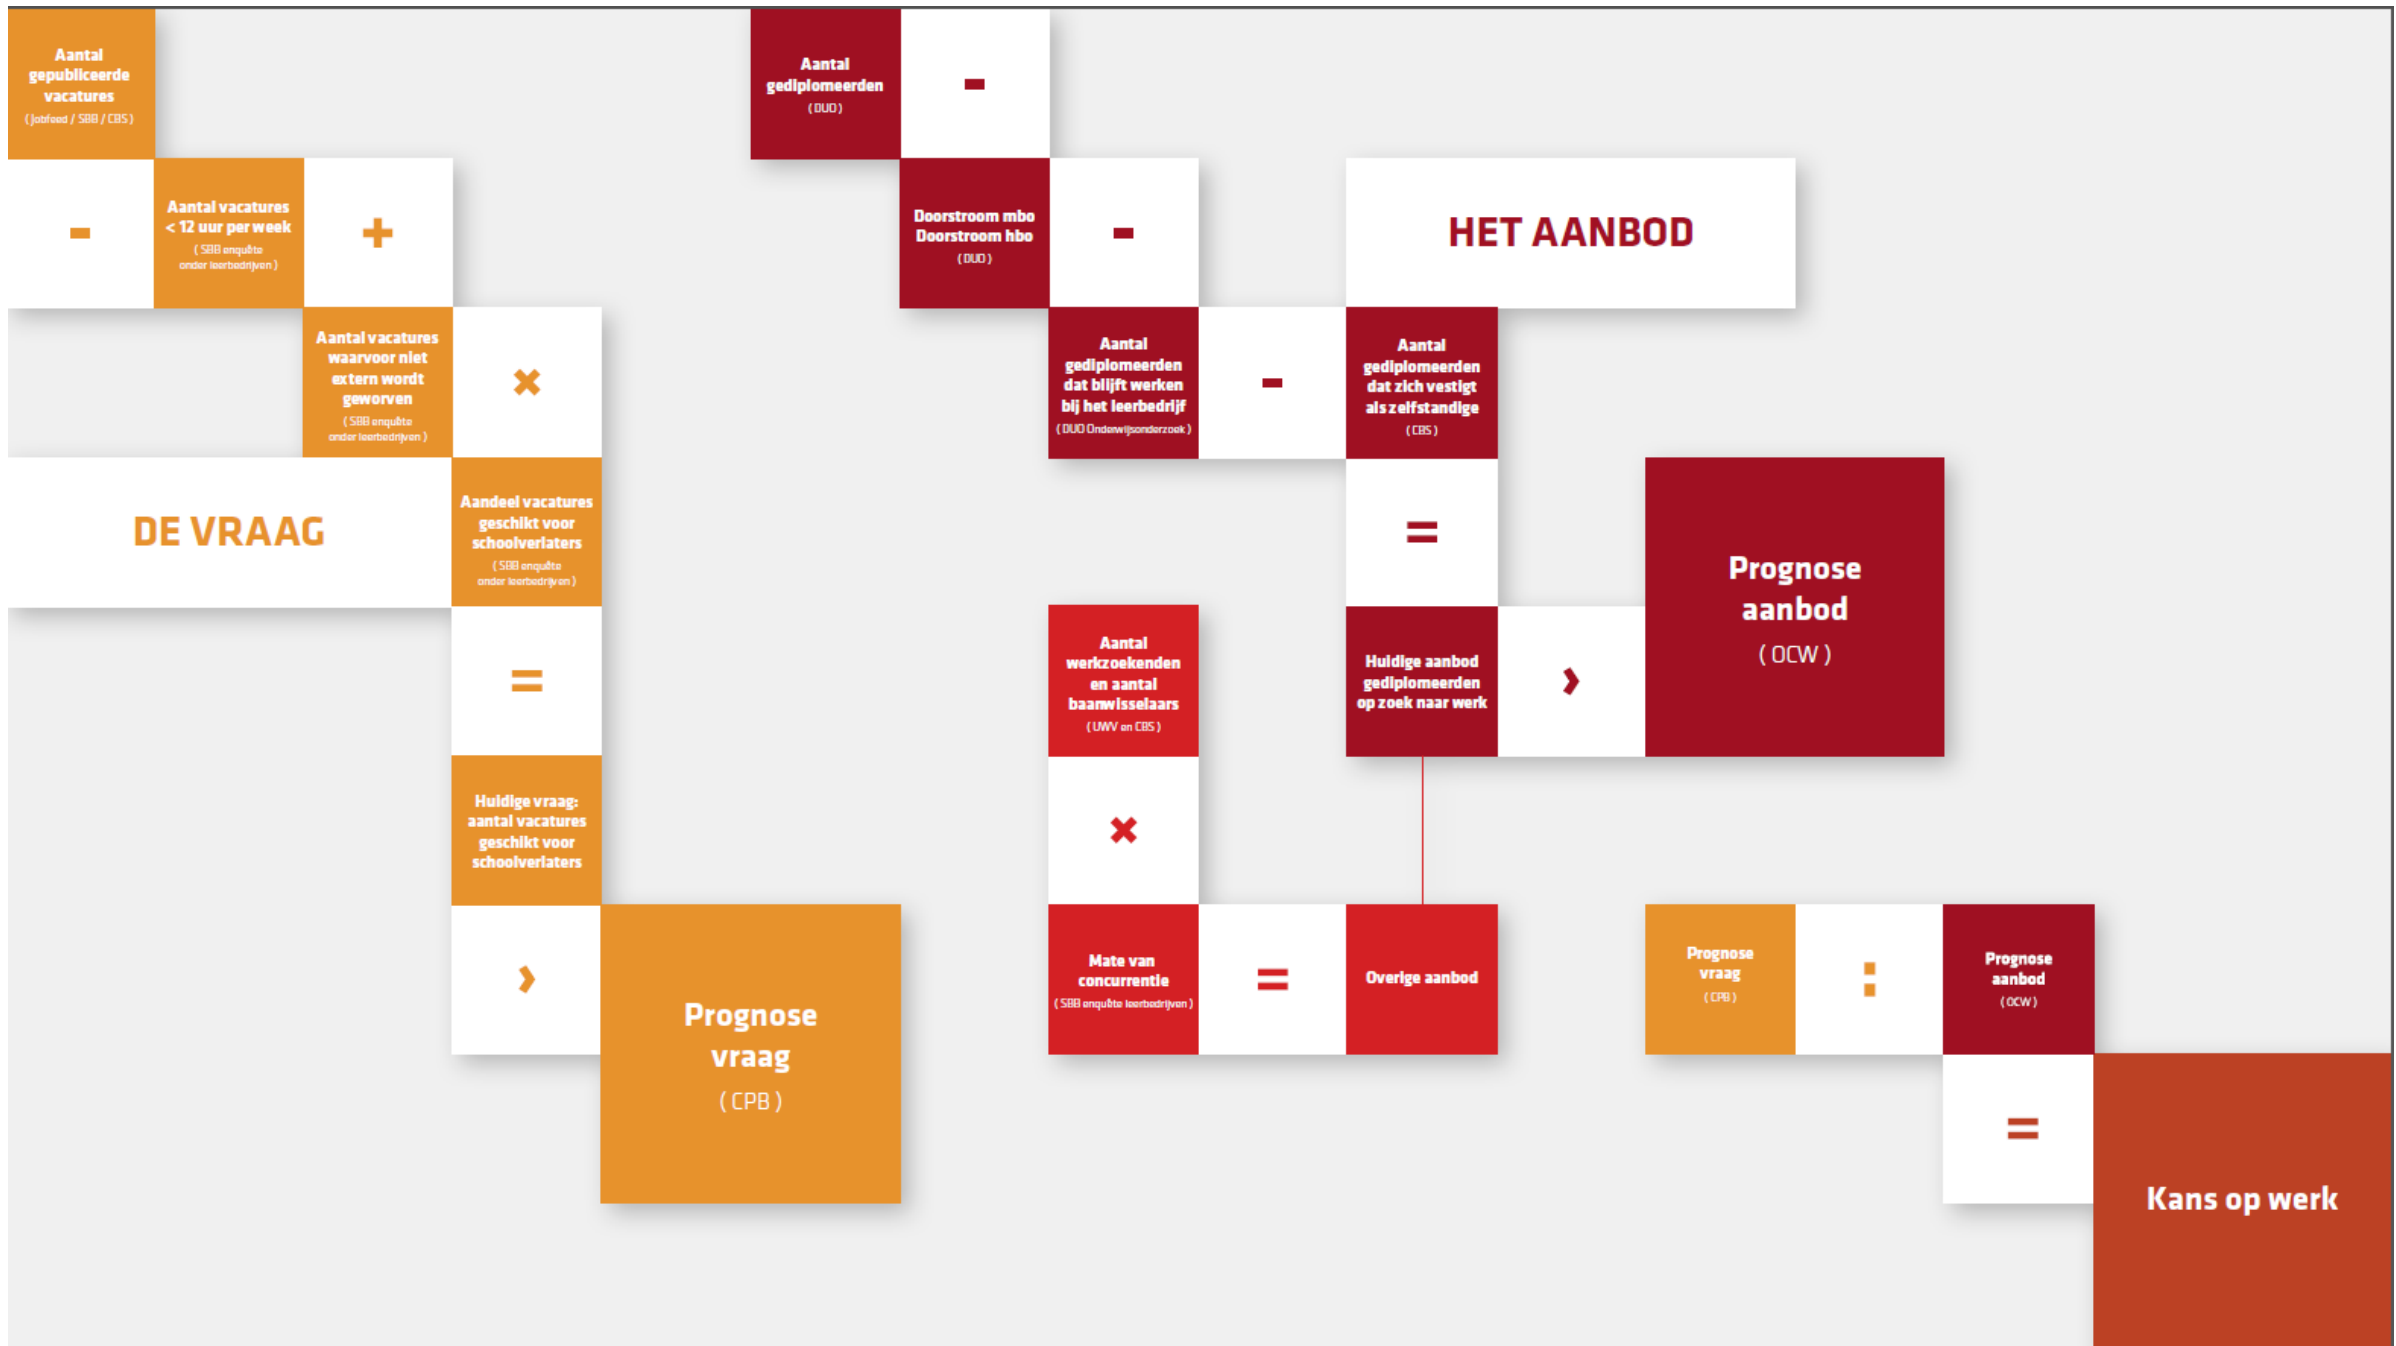 Aantal
gepubliceerde
vacatures
( Jobfeed / SBB / CBS )
-
Aantal vacatures
< 12 uur per week
( SBB enquête
onder leerbedrijven )
+
Aantal vacatures
waarvoor niet
extern wordt
geworven
( SBB enquête
onder leerbedrijven )
×
DE VRAAG
Aandeel vacatures
geschikt voor
schoolverlaters
( SBB enquête
onder leerbedrijven )
=
Huidige vraag:
aantal vacatures
geschikt voor
schoolverlaters
›
Prognose
vraag
( CPB )
Aantal
gediplomeerden
( DUO )
-
Doorstroom mbo
Doorstroom hbo
( DUO )
-
HET AANBOD
Aantal
gediplomeerden
dat blijft werken
bij het leerbedrijf
( DUO Onderwijsonderzoek )
-
Aantal
gediplomeerden
dat zich vestigt
als zelfstandige
( CBS )
=
Huidige aanbod
gediplomeerden
op zoek naar werk
›
Prognose
aanbod
( OCW )
Aantal
werkzoekenden
en aantal
baanwisselaars
( UWV en CBS )
×
Mate van
concurrentie
( SBB enquête leerbedrijven )
=
Overige aanbod
Prognose
vraag
( CPB )
:
Prognose
aanbod
( OCW )
=
Kans op werk